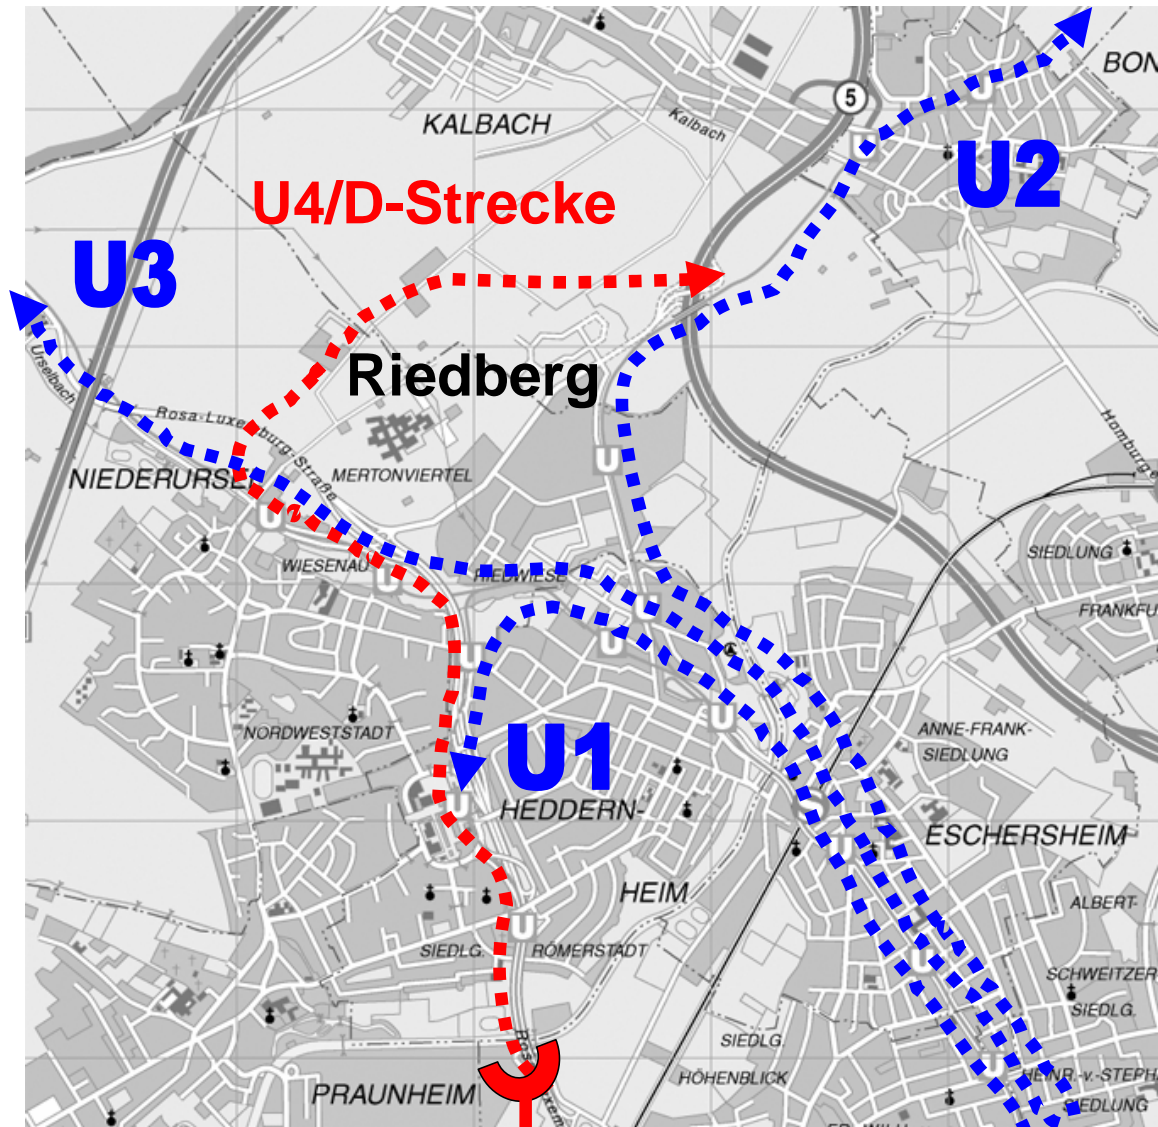 BON
5
KALBACH
Kalbach
U2
U4/D-Strecke
U3
Riedberg
Urselbach
Rosa-Luxemburg-Straße
Homburge
NIEDERURSEL
MERTONVIERTEL
U
SIEDLUNG
WIESENAU
RIEDWIESE
FRANKFU
NORDWESTSTADT
U1
ANNE-FRANK-
SIEDLUNG
HEDDERN-
HEIM
ESCHERSHEIM
ALBERT-
SCHWEITZER-
SIEDLG.
SIEDLG.
RÖMERSTADT
SIEDLG.
HÖHENBLICK
PRAUNHEIM
HEINR.-v.-STEPH
SIEDLUNG